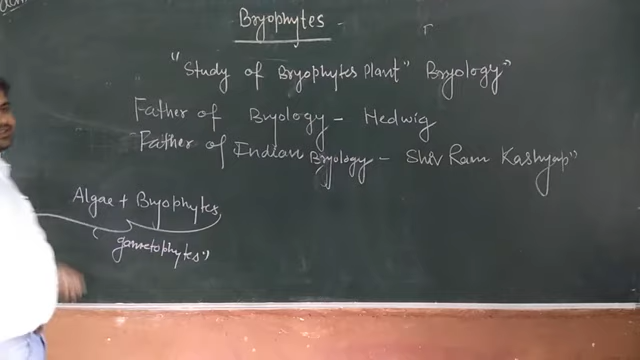 Bryophytes -
"Study of Bryophytes Plant" Bryology"
Father of Bryology - Hedwig
Father of Indian Bryology - Shiv Ram Kashyap"
Algae + Bryophytes
gametophytes"